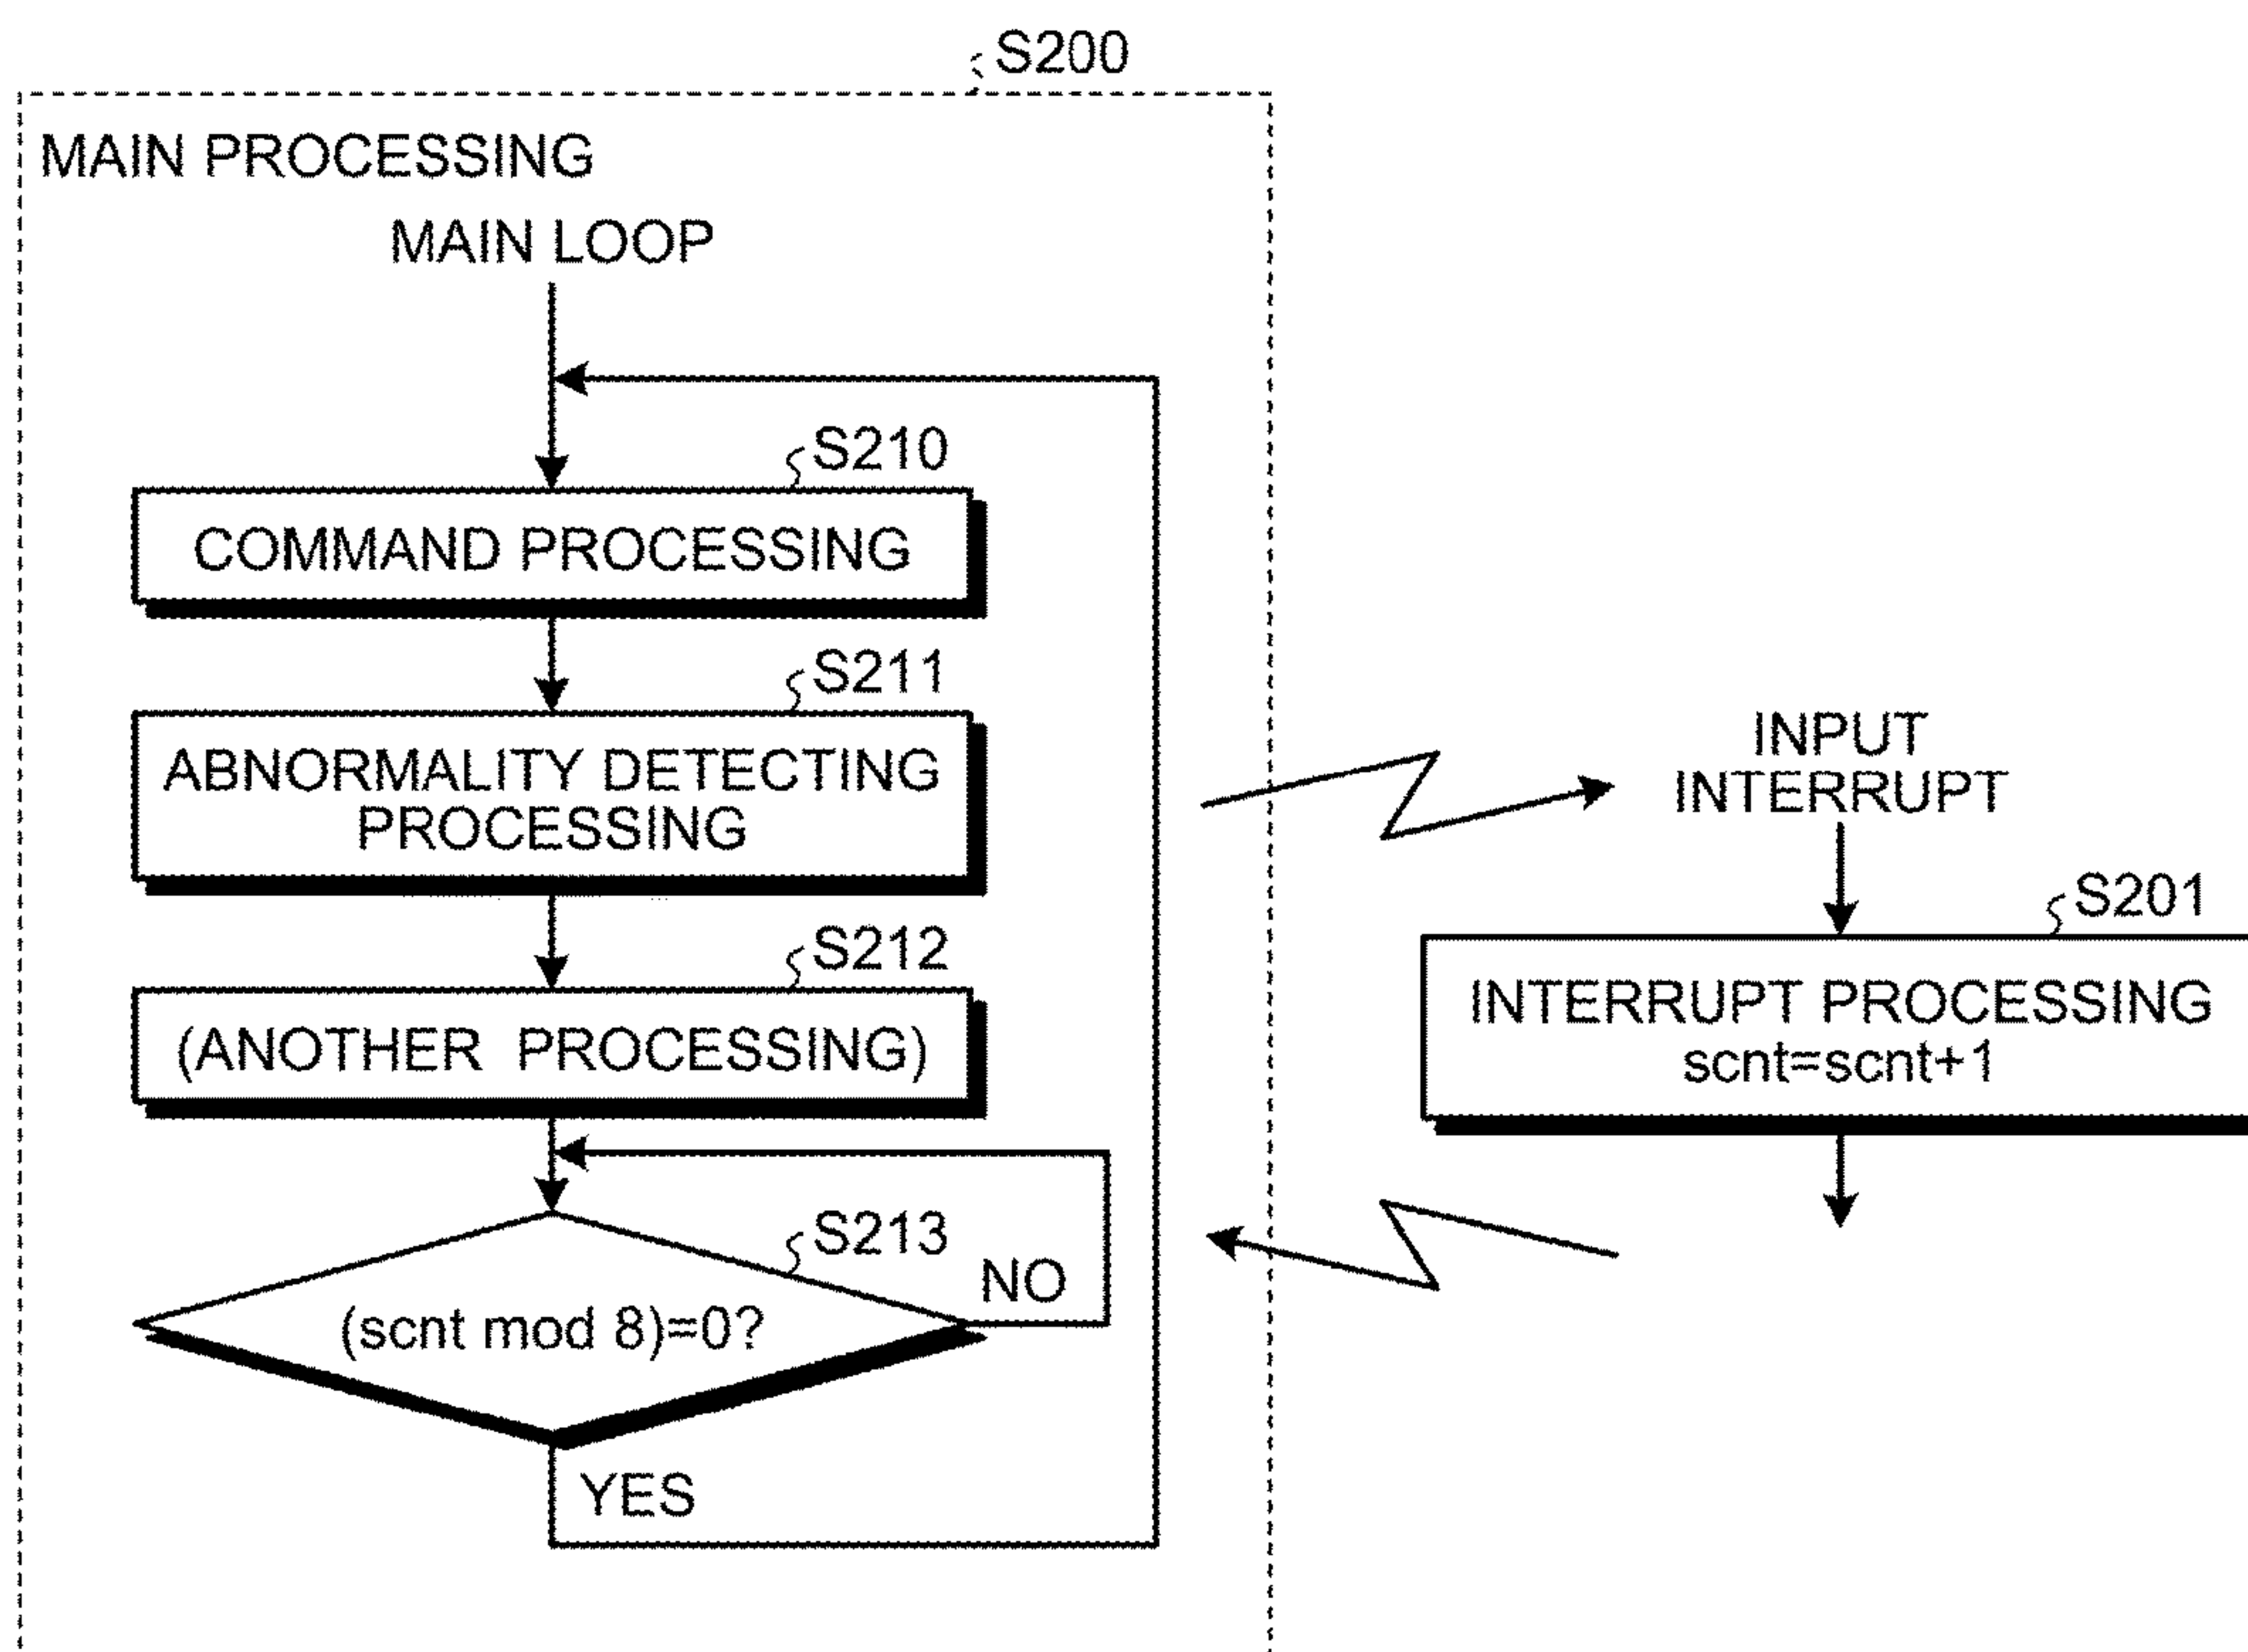 S200
MAIN PROCESSING
MAIN LOOP
S210
COMMAND PROCESSING
S211
ABNORMALITY DETECTING
PROCESSING
S212
(ANOTHER PROCESSING)
S213
NO
(scnt mod 8)=0?
YES
INPUT
INTERRUPT
S201
INTERRUPT PROCESSING
scnt=scnt+1